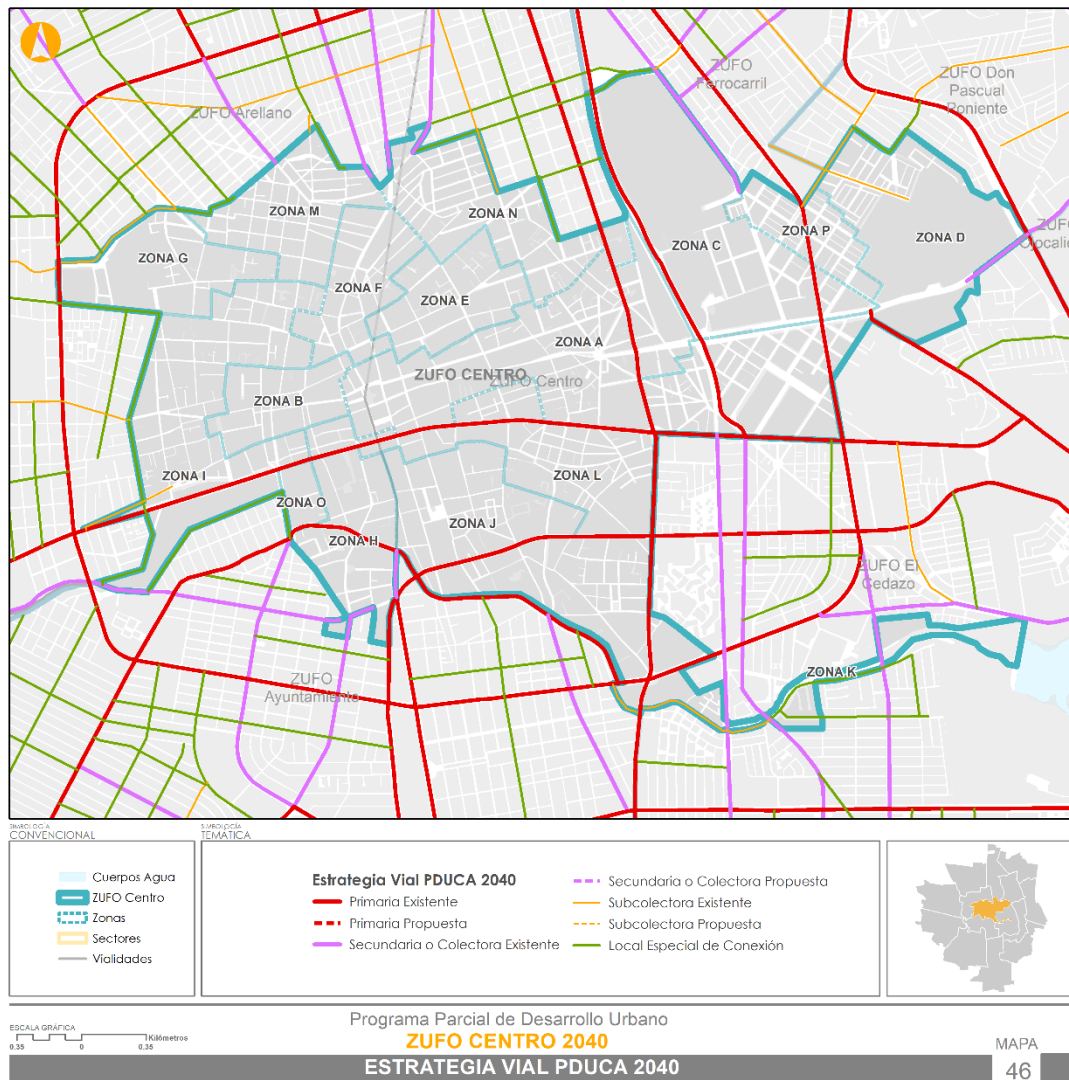 ZUFO
Ferrocarril
ZUFO Don
Pascual
Poniente
ZUFO Arellano
ZONA M
ZONA N
ZONA P
ZONA D
ZONA C
ZUFO
ZONA G
ZONA F
ZONA E
ZONA A
ZUFO CENTRO
ZUFO Centro
ZONA B
ZONA I
ZONA L
ZONA O
ZONA J
ZONA H
ZUFO El
Cedazo
ZONA K
ZUFO
Ayuntamiento
SIMBOLOGÍA
CONVENCIONAL
Cuerpos Agua
ZUFO Centro
Zonas
Sectores
Vialidades
SIMBOLOGÍA
TEMATICA
Estrategia Vial PDUCA 2040
Primaria Existente
Primaria Propuesta
Secundaria o Colectora Existente
Secundaria o Colectora Propuesta
Subcolectora Existente
Subcolectora Propuesta
Local Especial de Conexión
ESCALA GRÁFICA
Kilómetros
0.35 0 0.35
Programa Parcial de Desarrollo Urbano
ZUFO CENTRO 2040
ESTRATEGIA VIAL PDUCA 2040
MAPA
46